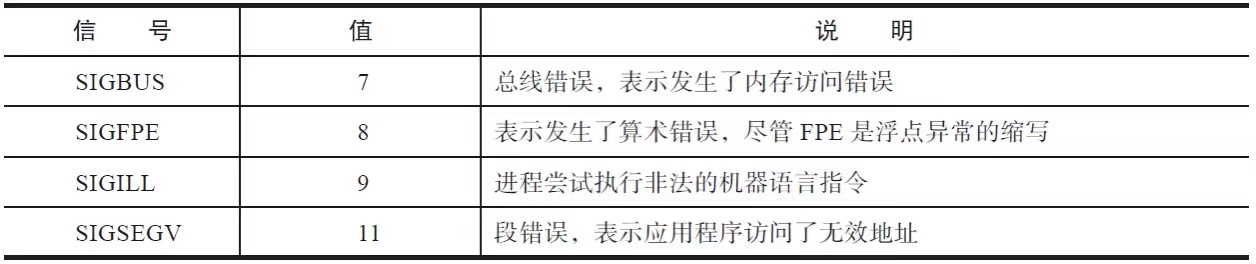 信 号 值 说 明
SIGBUS 7 总线错误，表示发生了内存访问错误
SIGFPE 8 表示发生了算术错误，尽管 FPE 是浮点异常的缩写
SIGILL 9 进程尝试执行非法的机器语言指令
SIGSEGV 11 段错误，表示应用程序访问了无效地址